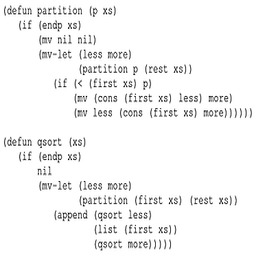 (defun partition (p xs)
(if (endp xs)
(mv nil nil)
(mv-let (less more)
(partition p (rest xs))
(if (< (first xs) p)
(mv (cons (first xs) less) more)
(mv less (cons (first xs) more))))))
(defun qsort (xs)
(if (endp xs)
nil
(mv-let (less more)
(partition (first xs) (rest xs))
(append (qsort less)
(list (first xs))
(qsort more)))))